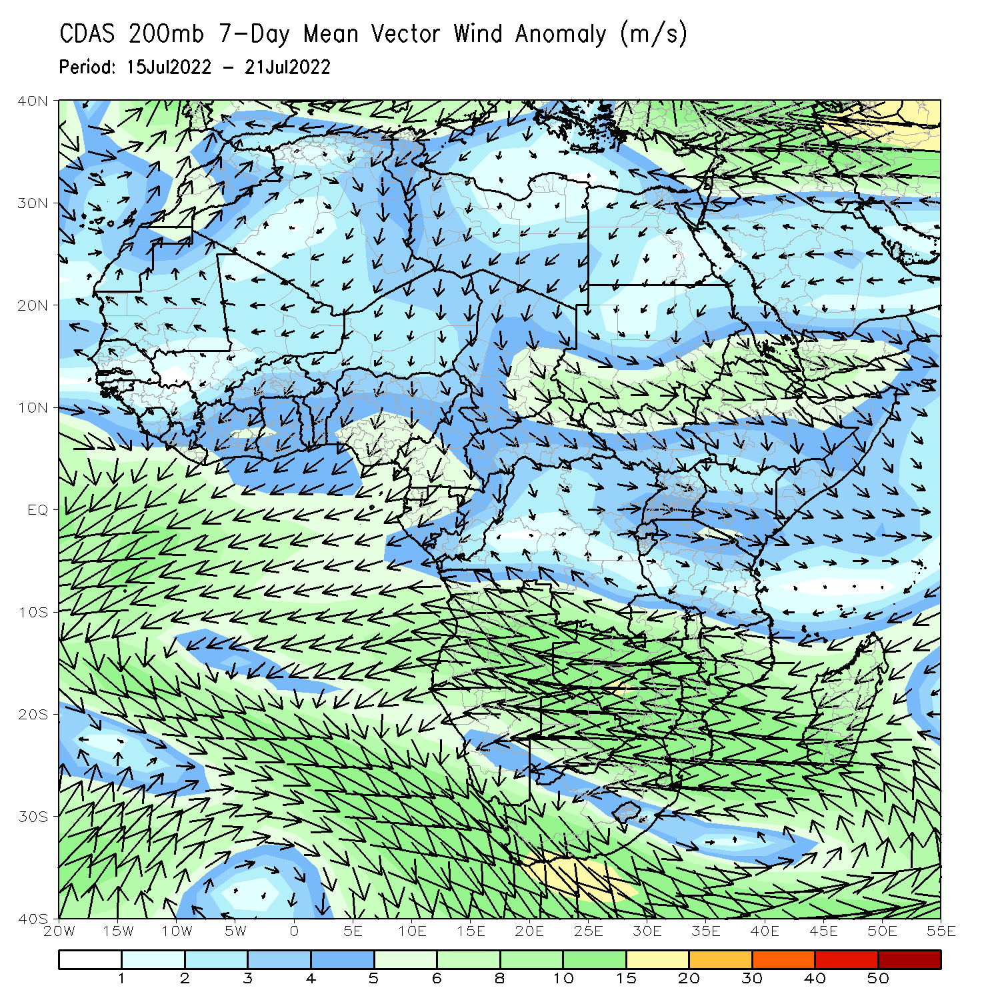 CDAS 200mb 7-Day Mean Vector Wind Anomaly (m/s)
Period: 15Jul2022 - 21Jul2022
40N
30N
20N
10N
EQ
10S
20S
30S
40S
20W 15W 10W 5W 0 5E 10E 15E 20E 25E 30E 35E 40E 45E 50E 55E
1 2 3 4 5 6 8 10 15 20 30 40 50